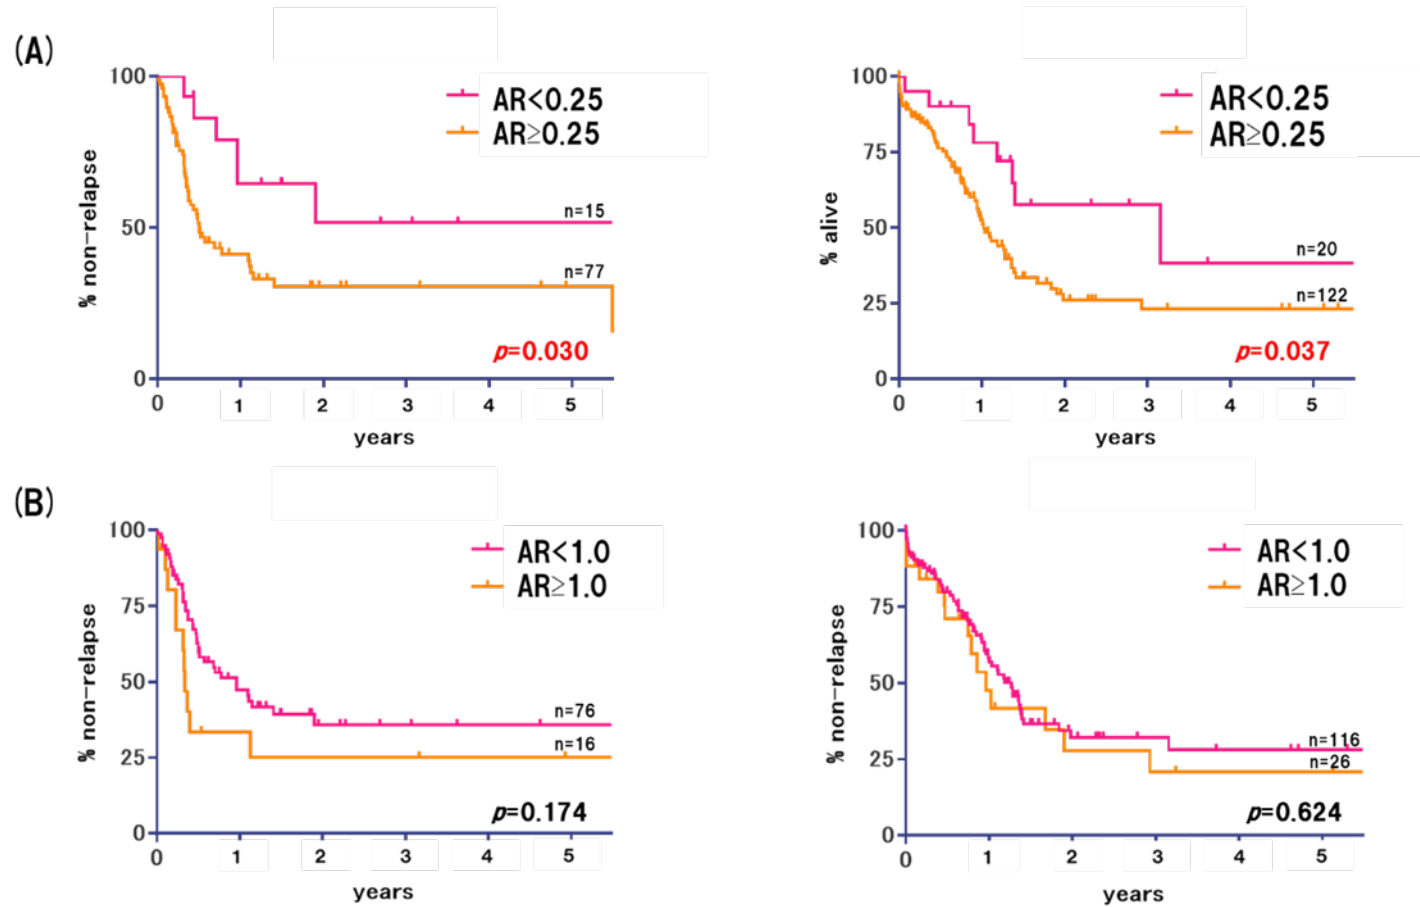 (A)
100
50
0
% non-relapse
AR<0.25
AR≥0.25
n=15
n=77
p=0.030
0 1 2 3 4 5
years
100
75
50
25
0
% alive
AR<0.25
AR≥0.25
n=20
n=122
p=0.037
0 1 2 3 4 5
years
(B)
100
75
50
25
0
% non-relapse
AR<1.0
AR≥1.0
n=76
n=16
p=0.174
0 1 2 3 4 5
years
100
75
50
25
0
% non-relapse
AR<1.0
AR≥1.0
n=116
n=26
p=0.624
0 1 2 3 4 5
years